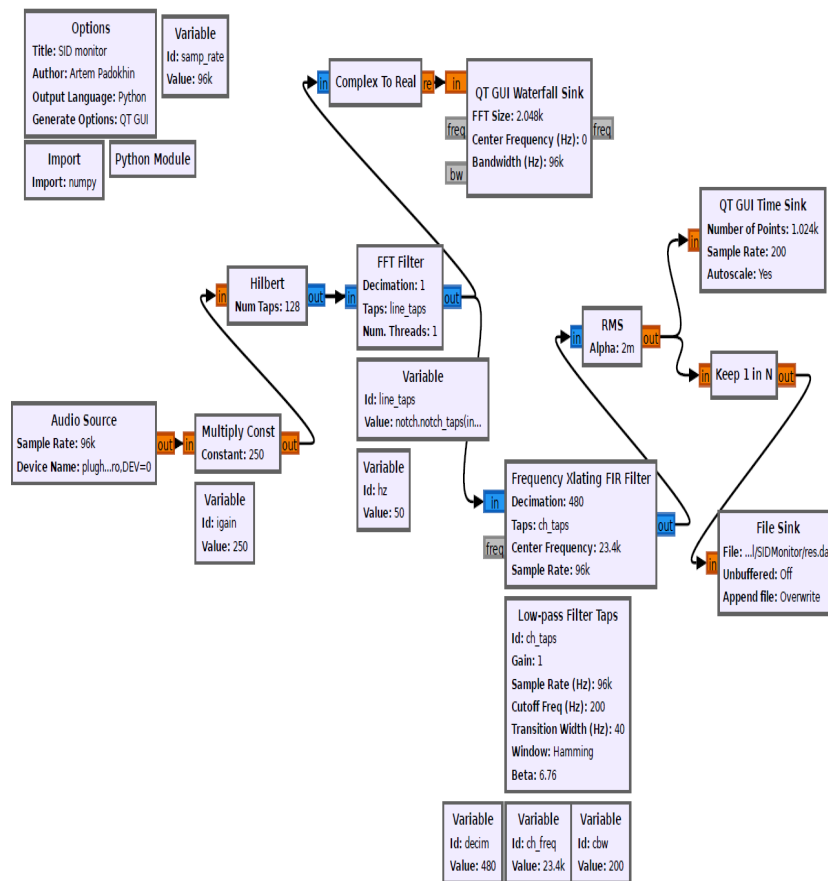 Options
Title: SID monitor
Author: Artem Padokhin
Output Language: Python
Generate Options: QT GUI
Variable
Id: samp_rate
Value: 96k
Import
Import: numpy
Python Module
in
Complex To Real
re
in
freq
bw
QT GUI Waterfall Sink
FFT Size: 2.048k
Center Frequency (Hz): 0
Bandwidth (Hz): 96k
freq
in
QT GUI Time Sink
Number of Points: 1.024k
Sample Rate: 200
Autoscale: Yes
in
Hilbert
Num Taps: 128
out
in
FFT Filter
Decimation: 1
Taps: line_taps
Num. Threads: 1
out
in
RMS
Alpha: 2m
out
in
Keep 1 in N
out
Variable
Id: line_taps
Value: notch.notch_taps(in...
Audio Source
Sample Rate: 96k
Device Name: plugh...ro,DEV=0
out
in
Multiply Const
Constant: 250
out
Variable
Id: igain
Value: 250
Variable
Id: hz
Value: 50
in
freq
Frequency Xlating FIR Filter
Decimation: 480
Taps: ch_taps
Center Frequency: 23.4k
Sample Rate: 96k
out
in
File Sink
File: ...l/SIDMonitor/res.da
Unbuffered: Off
Append file: Overwrite
Low-pass Filter Taps
Id: ch_taps
Gain: 1
Sample Rate (Hz): 96k
Cutoff Freq (Hz): 200
Transition Width (Hz): 40
Window: Hamming
Beta: 6.76
Variable
Id: decim
Value: 480
Variable
Id: ch_freq
Value: 23.4k
Variable
Id: cbw
Value: 200